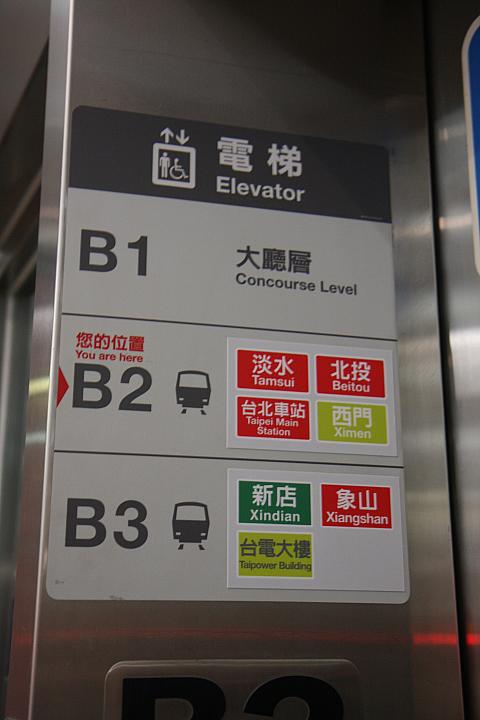 電梯
Elevator
B1
大廳層
Concourse Level
您的位置
You are here
B2
淡水
Tamsui
北投
Beitou
台北車站
Taipei Main
Station
西門
Ximen
B3
新店
Xindian
象山
Xiangshan
台電大樓
Taipower Building
B2